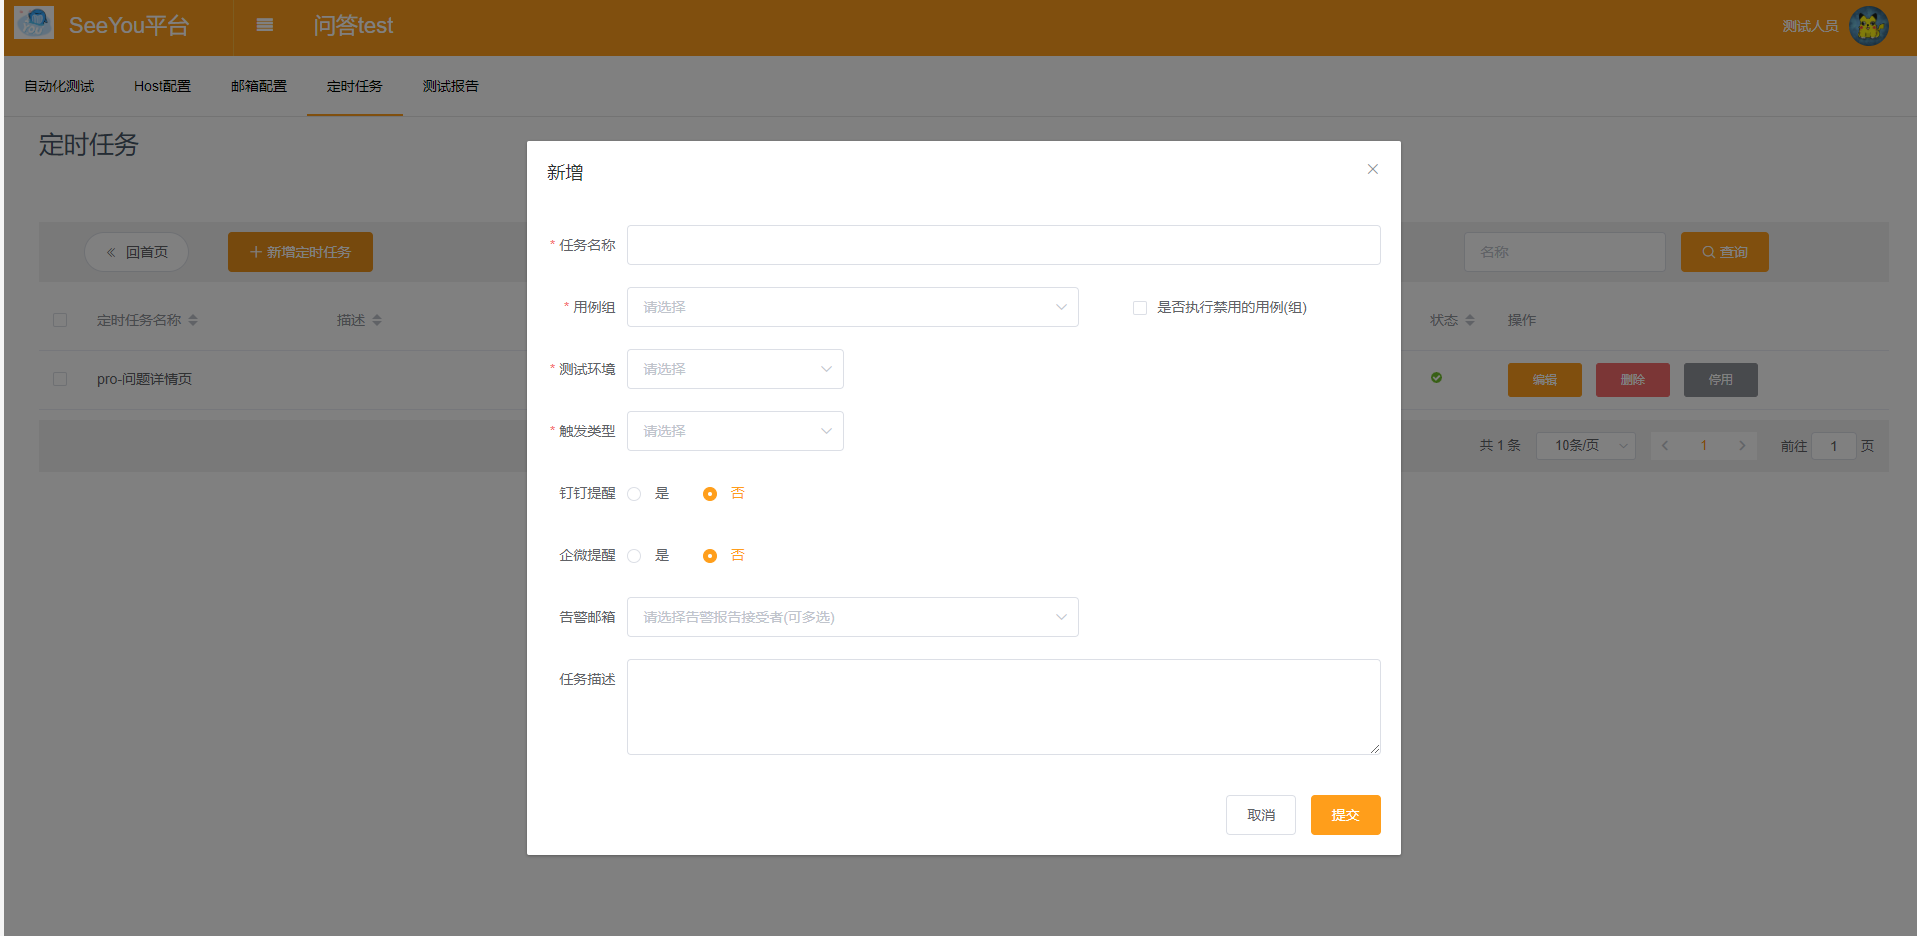 SeeYou平台
问答test
测试人员
自动化测试 Host配置 邮箱配置 定时任务 测试报告
定时任务
回首页 新增定时任务 名称 查询
定时任务名称 描述 状态 操作
pro-问题详情页 编辑 删除 停用
共 1 条 10条/页 1 前往 1 页
新增
* 任务名称
* 用例组 请选择 是否执行禁用的用例(组)
* 测试环境 请选择
* 触发类型 请选择
钉钉提醒 是 否
企微提醒 是 否
告警邮箱 请选择告警报告接受者(可多选)
任务描述
取消 提交